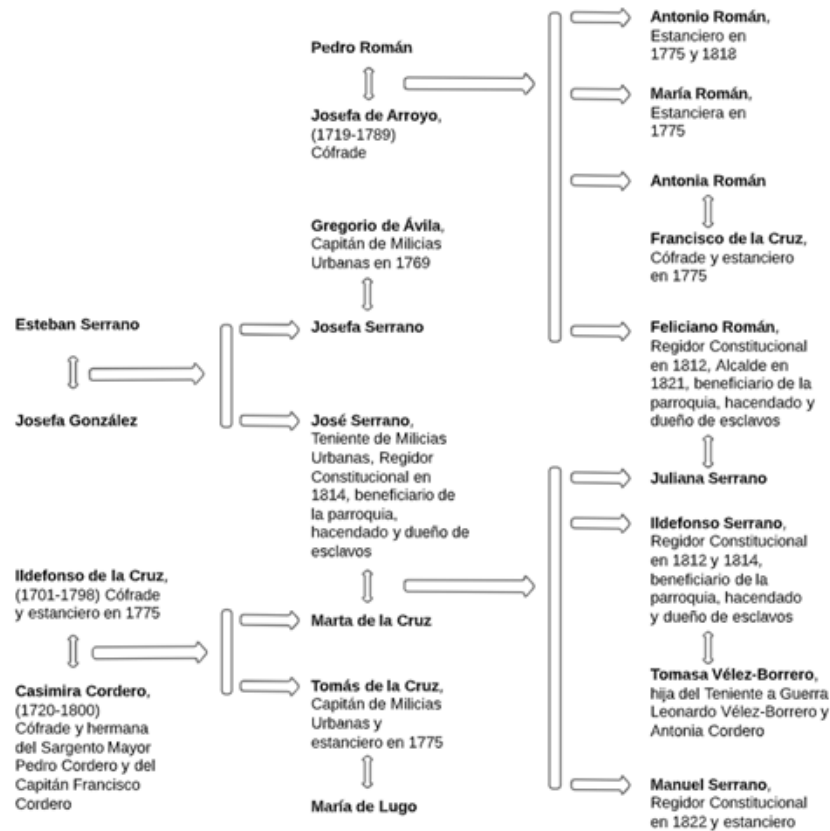 Pedro Román
Josefa de Arroyo,
(1719-1789)
Cófrade
Antonio Román,
Estanciero en
1775 y 1818
María Román,
Estanciera en
1775
Antonia Román
Francisco de la Cruz,
Cófrade y estanciero
en 1775
Feliciano Román,
Regidor Constitucional
en 1812, Alcalde en
1821, beneficiario de la
parroquia, hacendado y
dueño de esclavos
Esteban Serrano
Josefa González
Gregorio de Ávila,
Capitán de Milicias
Urbanas en 1769
Josefa Serrano
José Serrano,
Teniente de Milicias
Urbanas, Regidor
Constitucional en
1814, beneficiario de
la parroquia,
hacendado y dueño de
esclavos
Ildefonso de la Cruz,
(1701-1798) Cófrade
y estanciero en 1775
Casimira Cordero,
(1720-1800)
Cófrade y hermana
del Sargento Mayor
Pedro Cordero y del
Capitán Francisco
Cordero
Marta de la Cruz
Tomás de la Cruz,
Capitán de Milicias
Urbanas y
estanciero en 1775
María de Lugo
Juliana Serrano
Ildefonso Serrano,
Regidor Constitucional
en 1812 y 1814,
beneficiario de la
parroquia, hacendado
y dueño de esclavos
Tomasa Vélez-Borrero,
hija del Teniente a Guerra
Leonardo Vélez-Borrero y
Antonia Cordero
Manuel Serrano,
Regidor Constitucional
en 1822 y estanciero